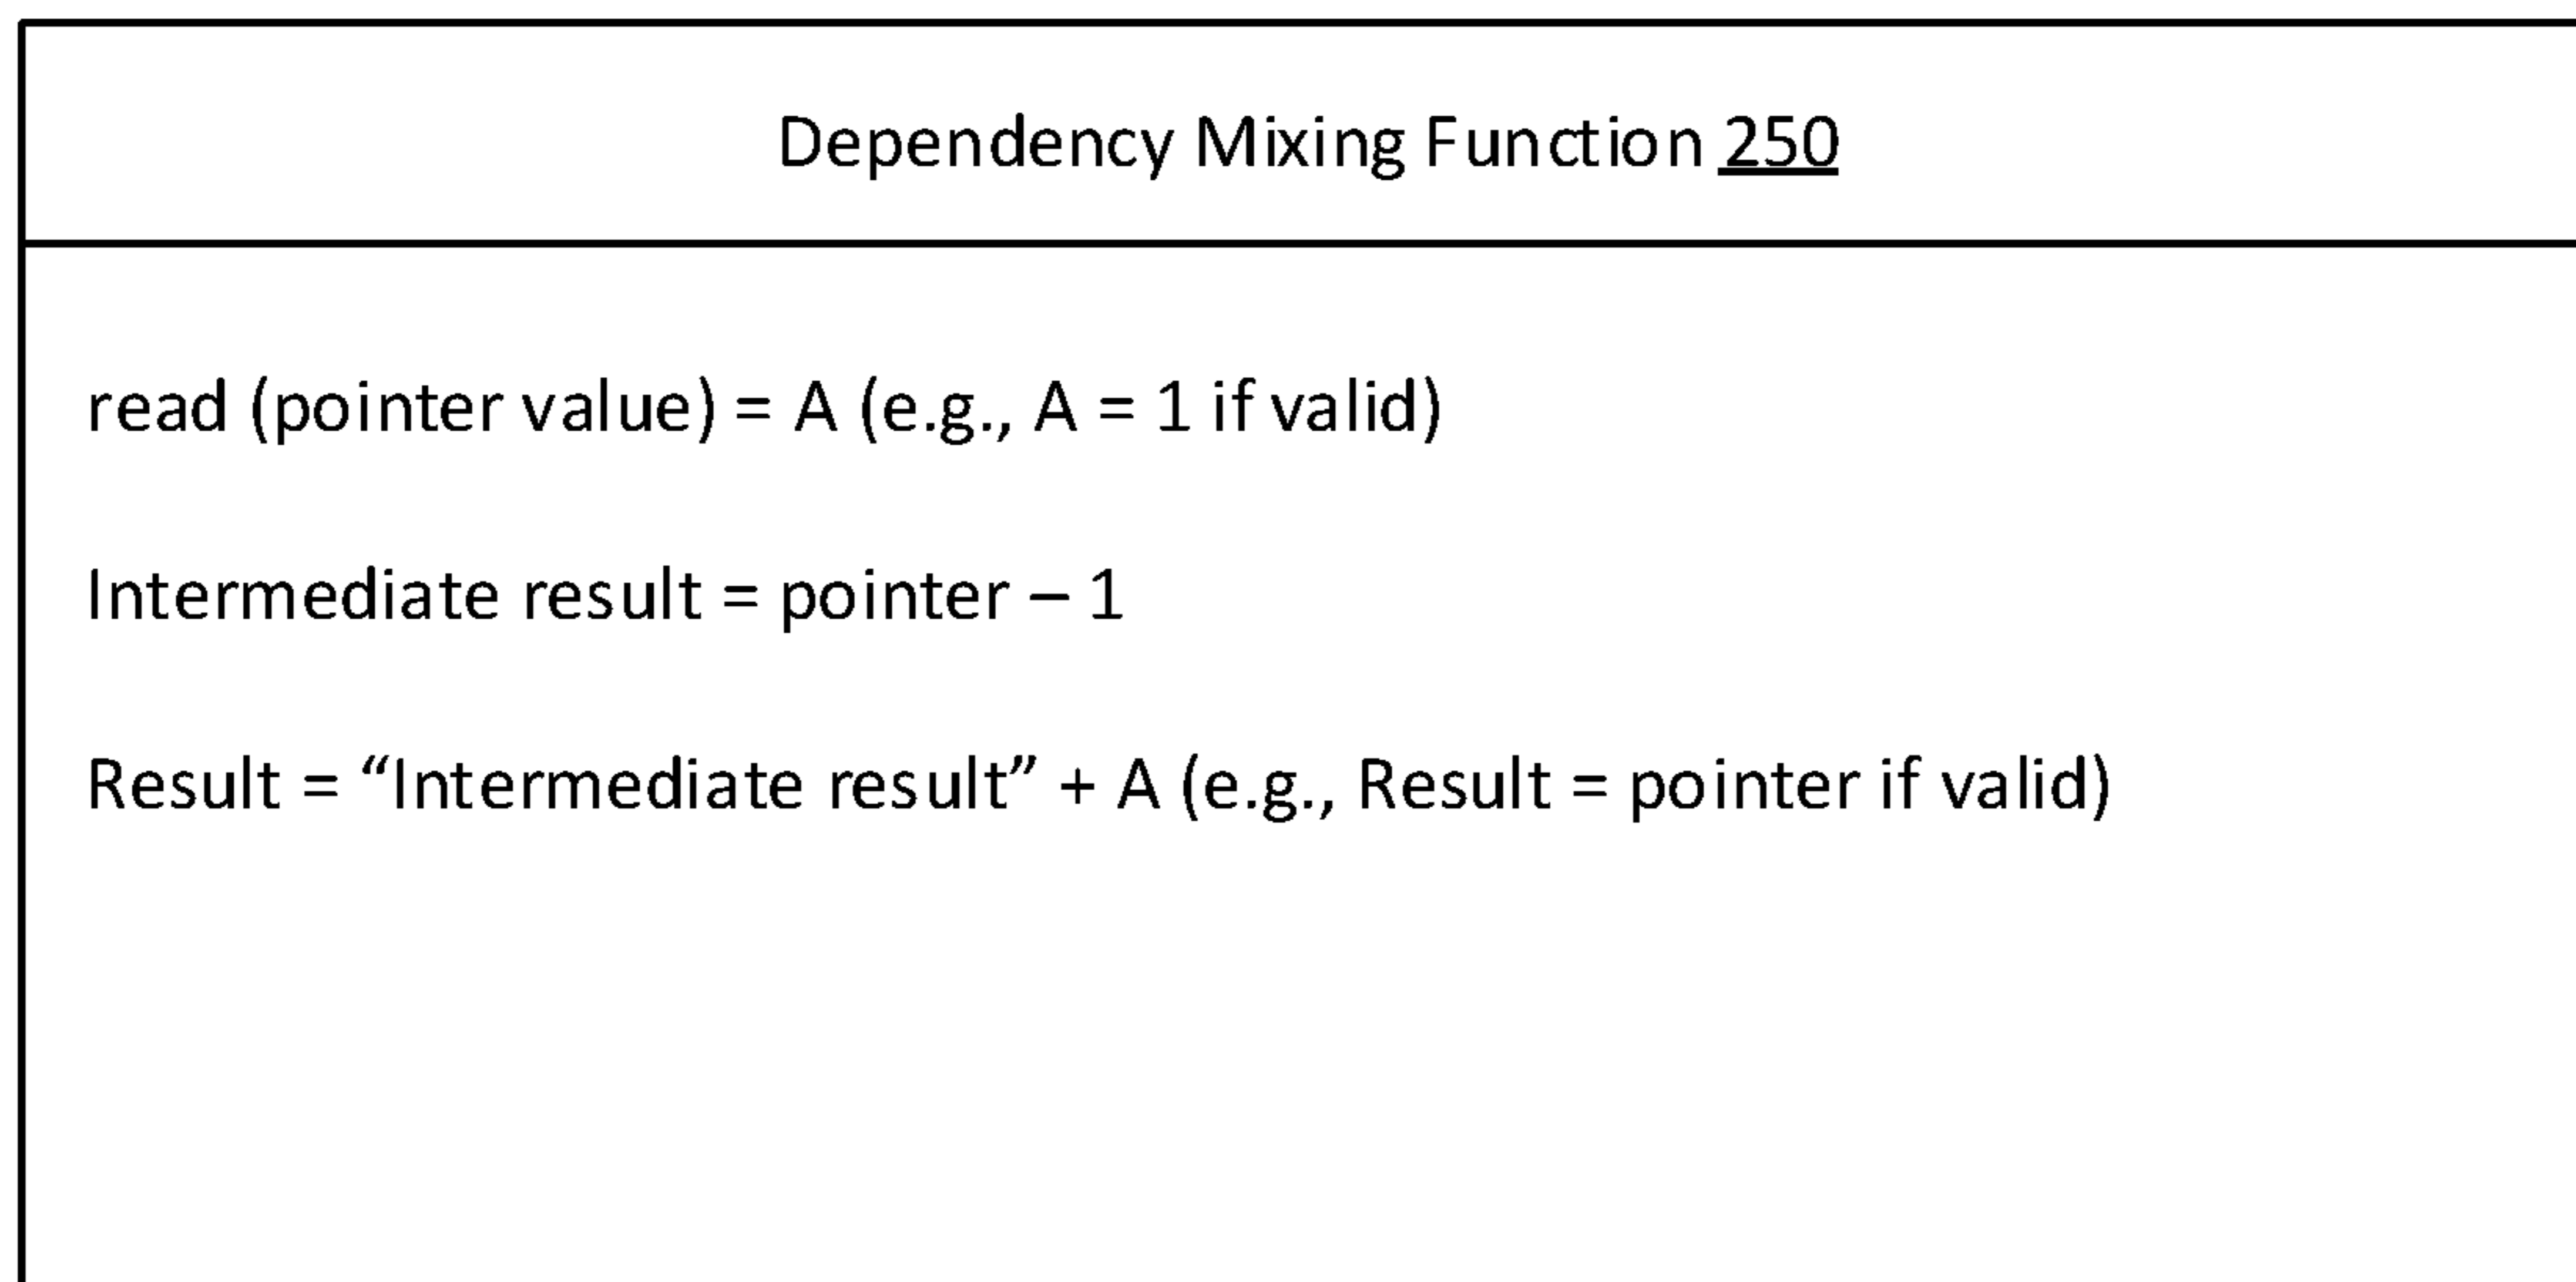 Dependency Mixing Function 250
read (pointer value) = A (e.g., A = 1 if valid)
Intermediate result = pointer – 1
Result = “Intermediate result” + A (e.g., Result = pointer if valid)